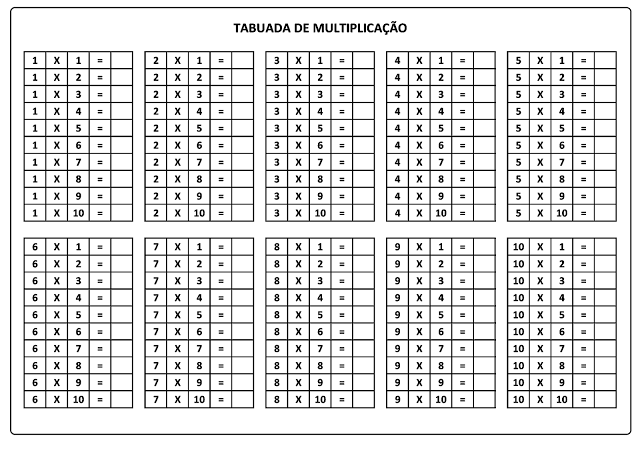 TABUADA DE MULTIPLICAÇÃO
1 X 1 = 2 X 1 = 3 X 1 = 4 X 1 = 5 X 1 =
1 X 2 = 2 X 2 = 3 X 2 = 4 X 2 = 5 X 2 =
1 X 3 = 2 X 3 = 3 X 3 = 4 X 3 = 5 X 3 =
1 X 4 = 2 X 4 = 3 X 4 = 4 X 4 = 5 X 4 =
1 X 5 = 2 X 5 = 3 X 5 = 4 X 5 = 5 X 5 =
1 X 6 = 2 X 6 = 3 X 6 = 4 X 6 = 5 X 6 =
1 X 7 = 2 X 7 = 3 X 7 = 4 X 7 = 5 X 7 =
1 X 8 = 2 X 8 = 3 X 8 = 4 X 8 = 5 X 8 =
1 X 9 = 2 X 9 = 3 X 9 = 4 X 9 = 5 X 9 =
1 X 10 = 2 X 10 = 3 X 10 = 4 X 10 = 5 X 10 =
6 X 1 = 7 X 1 = 8 X 1 = 9 X 1 = 10 X 1 =
6 X 2 = 7 X 2 = 8 X 2 = 9 X 2 = 10 X 2 =
6 X 3 = 7 X 3 = 8 X 3 = 9 X 3 = 10 X 3 =
6 X 4 = 7 X 4 = 8 X 4 = 9 X 4 = 10 X 4 =
6 X 5 = 7 X 5 = 8 X 5 = 9 X 5 = 10 X 5 =
6 X 6 = 7 X 6 = 8 X 6 = 9 X 6 = 10 X 6 =
6 X 7 = 7 X 7 = 8 X 7 = 9 X 7 = 10 X 7 =
6 X 8 = 7 X 8 = 8 X 8 = 9 X 8 = 10 X 8 =
6 X 9 = 7 X 9 = 8 X 9 = 9 X 9 = 10 X 9 =
6 X 10 = 7 X 10 = 8 X 10 = 9 X 10 = 10 X 10 =